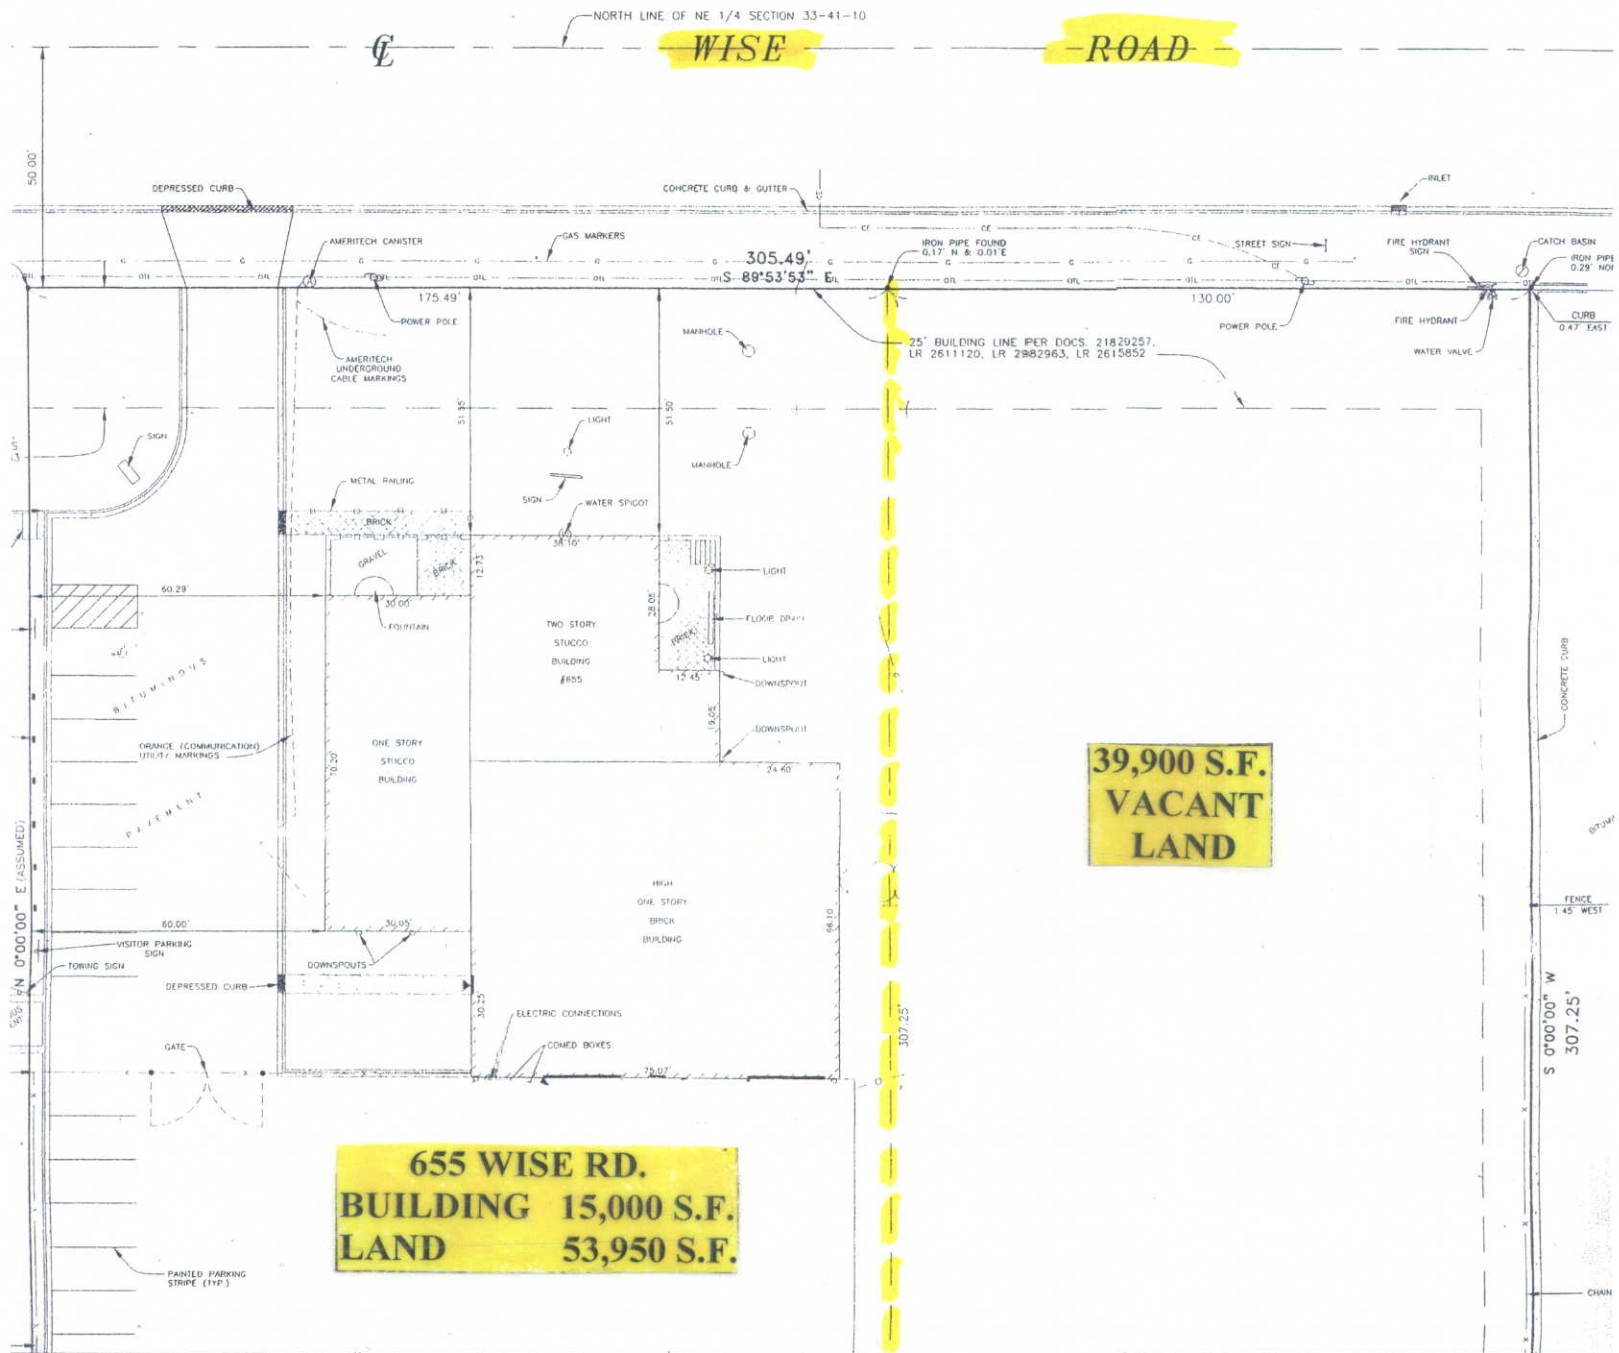 NORTH LINE OF NE 1/4 SECTION 33-41-10
℄ WISE ROAD
50.00'
DEPRESSED CURB
CONCRETE CURB & GUTTER
INLET
AMERITECH CANISTER
GAS MARKERS
305.49'
S 89°53'53" E
IRON PIPE FOUND
0.17' N & 0.01'E
STREET SIGN
FIRE HYDRANT
SIGN
CATCH BASIN
IRON PIPE
175.49'
130.00'
POWER POLE
MANHOLE
POWER POLE
FIRE HYDRANT
CURB
0.47' EAST
WATER VALVE
25' BUILDING LINE PER DOCS. 21829257,
LR 2611120, LR 2982963, LR 2615852
AMERITECH
UNDERGROUND
CABLE MARKINGS
51.50'
LIGHT
SIGN
MANHOLE
METAL RAILING
SIGN
WATER SPIGOT
BRICK
GRAVEL
BRICK
12.73'
LIGHT
60.29'
30.00'
FOUNTAIN
28.05'
FLOOR DRAIN
BRICK
TWO STORY
STUCCO
BUILDING
#655
LIGHT
12.45'
DOWNSPOUT
19.05'
DOWNSPOUT
BITUMINOUS
PAVEMENT
ORANGE (COMMUNICATION)
UTILITY MARKINGS
ONE STORY
STUCCO
BUILDING
70.20'
24.60'
CONCRETE CURB
39,900 S.F.
VACANT
LAND
N 0°00'00" E (ASSUMED)
HIGH
ONE STORY
BRICK
BUILDING
66.10'
FENCE
1.45' WEST
60.00'
30.05'
VISITOR PARKING
SIGN
TOWING SIGN
DOWNSPOUTS
DEPRESSED CURB
30.25'
ELECTRIC CONNECTIONS
COMED BOXES
GATE
75.07'
307.25'
S 0°00'00" W
307.25'
655 WISE RD.
BUILDING 15,000 S.F.
LAND 53,950 S.F.
PAINTED PARKING
STRIPE (TYP.)
CHAIN